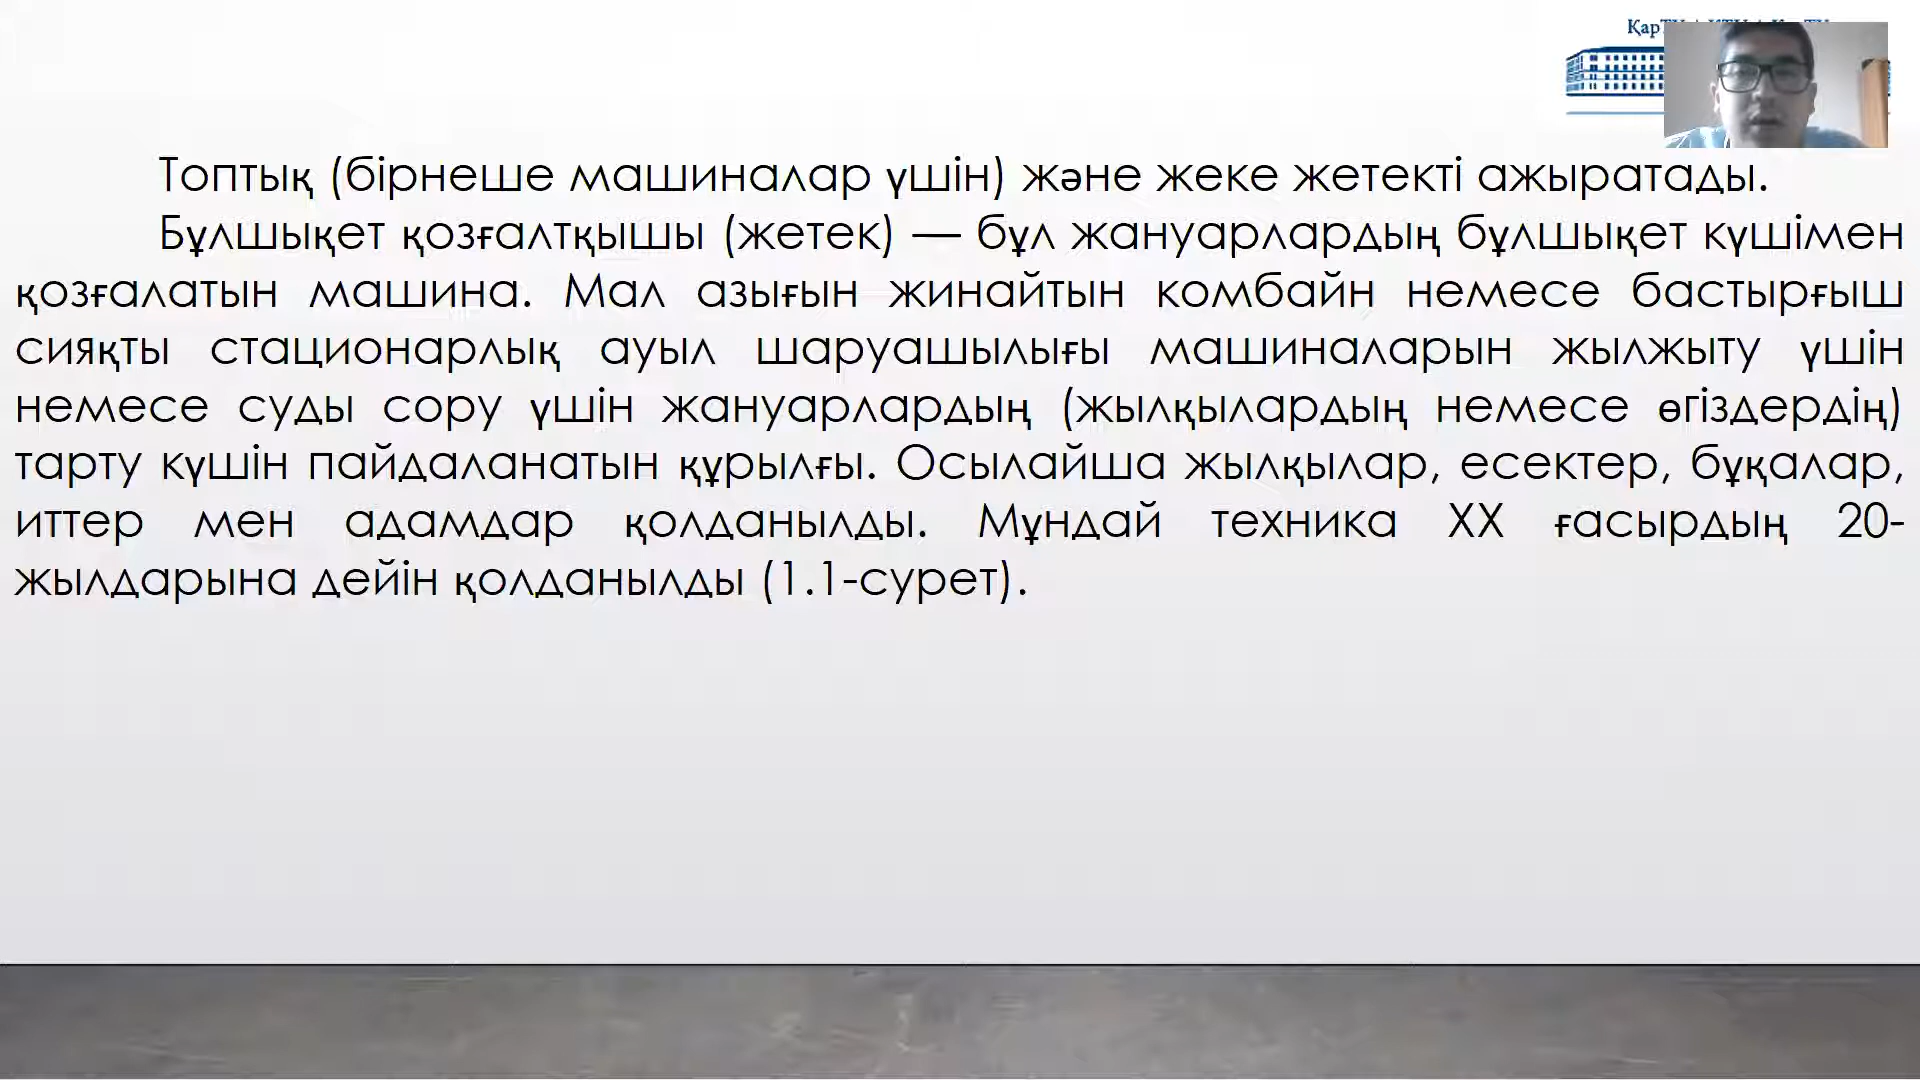 Топтық (бірнеше машиналар үшін) және жеке жетекті ажыратады.
Бұлшықет қозғалтқышы (жетек) — бұл жануарлардың бұлшықет күшімен
қозғалатын машина. Мал азығын жинайтын комбайн немесе бастырғыш
сияқты стационарлық ауыл шаруашылығы машиналарын жылжыту үшін
немесе суды сору үшін жануарлардың (жылқылардың немесе өгіздердің)
тарту күшін пайдаланатын құрылғы. Осылайша жылқылар, есектер, бұқалар,
иттер мен адамдар қолданылды. Мұндай техника XX ғасырдың 20-
жылдарына дейін қолданылды (1.1-сурет).